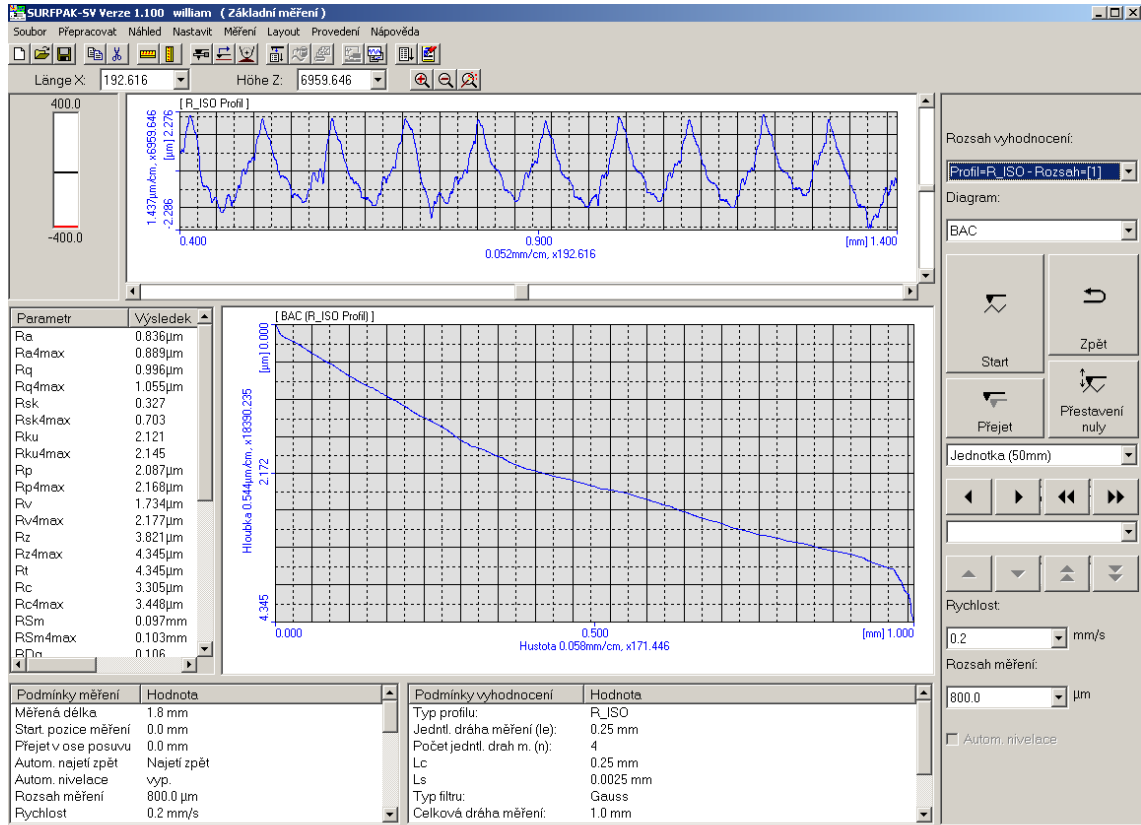 SURFPAK-SV Verze 1.100 william ( Základní měření )
Soubor Přepracovat Náhled Nastavit Měření Layout Provedení Nápověda
Länge X: 192.616 Höhe Z: 6959.646
400.0
-400.0
[ R_ISO Profil ]
1.437µm/cm, x6959.646
[µm] 2.276
-2.286
0.400 0.900 [mm] 1.400
0.052mm/cm, x192.616
Parametr Výsledek
Ra 0.836µm
Ra4max 0.889µm
Rq 0.996µm
Rq4max 1.055µm
Rsk 0.327
Rsk4max 0.703
Rku 2.121
Rku4max 2.145
Rp 2.087µm
Rp4max 2.168µm
Rv 1.734µm
Rv4max 2.177µm
Rz 3.821µm
Rz4max 4.345µm
Rt 4.345µm
Rc 3.305µm
Rc4max 3.448µm
RSm 0.097mm
RSm4max 0.103mm
RDq 0.106
[ BAC (R_ISO Profil) ]
Hloubka 0.544µm/cm, x18390.235
[µm] 0.000
2.172
4.345
0.000 0.500 [mm] 1.000
Hustota 0.058mm/cm, x171.446
Podmínky měření Hodnota
Měřená délka 1.8 mm
Start. pozice měření 0.0 mm
Přejet v ose posuvu 0.0 mm
Autom. najetí zpět Najetí zpět
Autom. nivelace vyp.
Rozsah měření 800.0 µm
Rychlost 0.2 mm/s
Podmínky vyhodnocení Hodnota
Typ profilu: R_ISO
Jedntl. dráha měření (le): 0.25 mm
Počet jedntl. drah m. (n): 4
Lc 0.25 mm
Ls 0.0025 mm
Typ filtru: Gauss
Celková dráha měření: 1.0 mm
Rozsah vyhodnocení:
Profil=R_ISO - Rozsah=[1]
Diagram:
BAC
Start
Zpět
Přejet
Přestavení
nuly
Jednotka (50mm)
Rychlost:
0.2 mm/s
Rozsah měření:
800.0 µm
Autom. nivelace